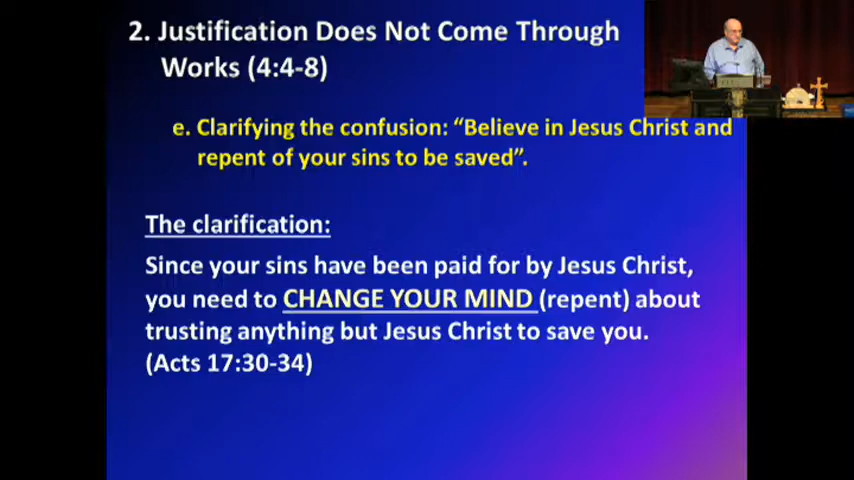 2. Justification Does Not Come Through
Works (4:4-8)
e. Clarifying the confusion: “Believe in Jesus Christ and
repent of your sins to be saved”.
The clarification:
Since your sins have been paid for by Jesus Christ,
you need to CHANGE YOUR MIND (repent) about
trusting anything but Jesus Christ to save you.
(Acts 17:30-34)